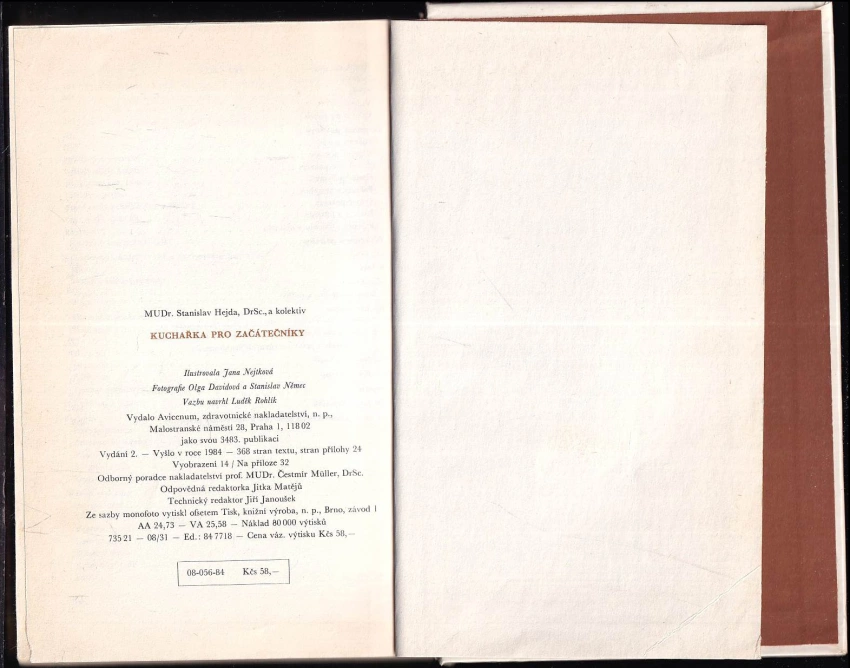 MUDr. Stanislav Hejda, DrSc., a kolektiv
KUCHAŘKA PRO ZAČÁTEČNÍKY
Ilustrovala Jana Nejtková
Fotografie Olga Davidová a Stanislav Němec
Vazbu navrhl Luděk Rohlík
Vydalo Avicenum, zdravotnické nakladatelství, n. p.,
Malostranské náměstí 28, Praha 1, 118 02
jako svou 3483. publikaci
Vydání 2. — Vyšlo v roce 1984 — 368 stran textu, stran přílohy 24
Vyobrazení 14 / Na příloze 32
Odborný poradce nakladatelství prof. MUDr. Čestmír Müller, DrSc.
Odpovědná redaktorka Jitka Matějů
Technický redaktor Jiří Janoušek
Ze sazby monofoto vytiskl ofsetem Tisk, knižní výroba, n. p., Brno, závod 1
AA 24,73 — VA 25,58 — Náklad 80 000 výtisků
735 21 — 08/31 — Ed.: 84 7718 — Cena váz. výtisku Kčs 58,—
08-056-84 Kčs 58,—